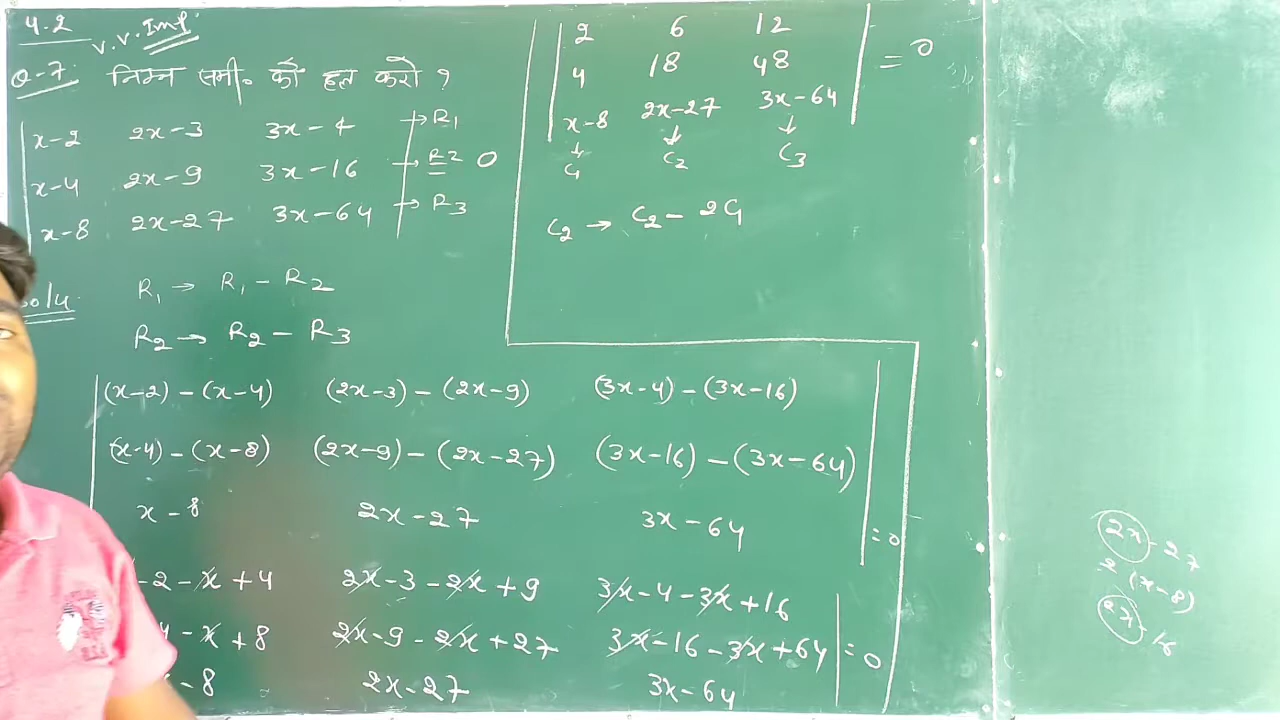 4.2
v.v.Imp.
Q-7. निम्न समी० को हल करो ?
x-2 2x-3 3x-4 → R1
x-4 2x-9 3x-16 → R2 0
x-8 2x-27 3x-64 → R3
R1 → R1 - R2
R2 → R2 - R3
(x-2)-(x-4) (2x-3)-(2x-9) (3x-4)-(3x-16)
(x-4)-(x-8) (2x-9)-(2x-27) (3x-16)-(3x-64)
x-8 2x-27 3x-64
=0
-2-x+4 2x-3-2x+9 3x-4-3x+16
-x+8 2x-9-2x+27 3x-16-3x+64 =0
-8 2x-27 3x-64
2 6 12
4 18 48 =0
x-8 2x-27 3x-64
↓ ↓ ↓
C1 C2 C3
C2 → C2 - 2C1
2x-27
2(x-8)